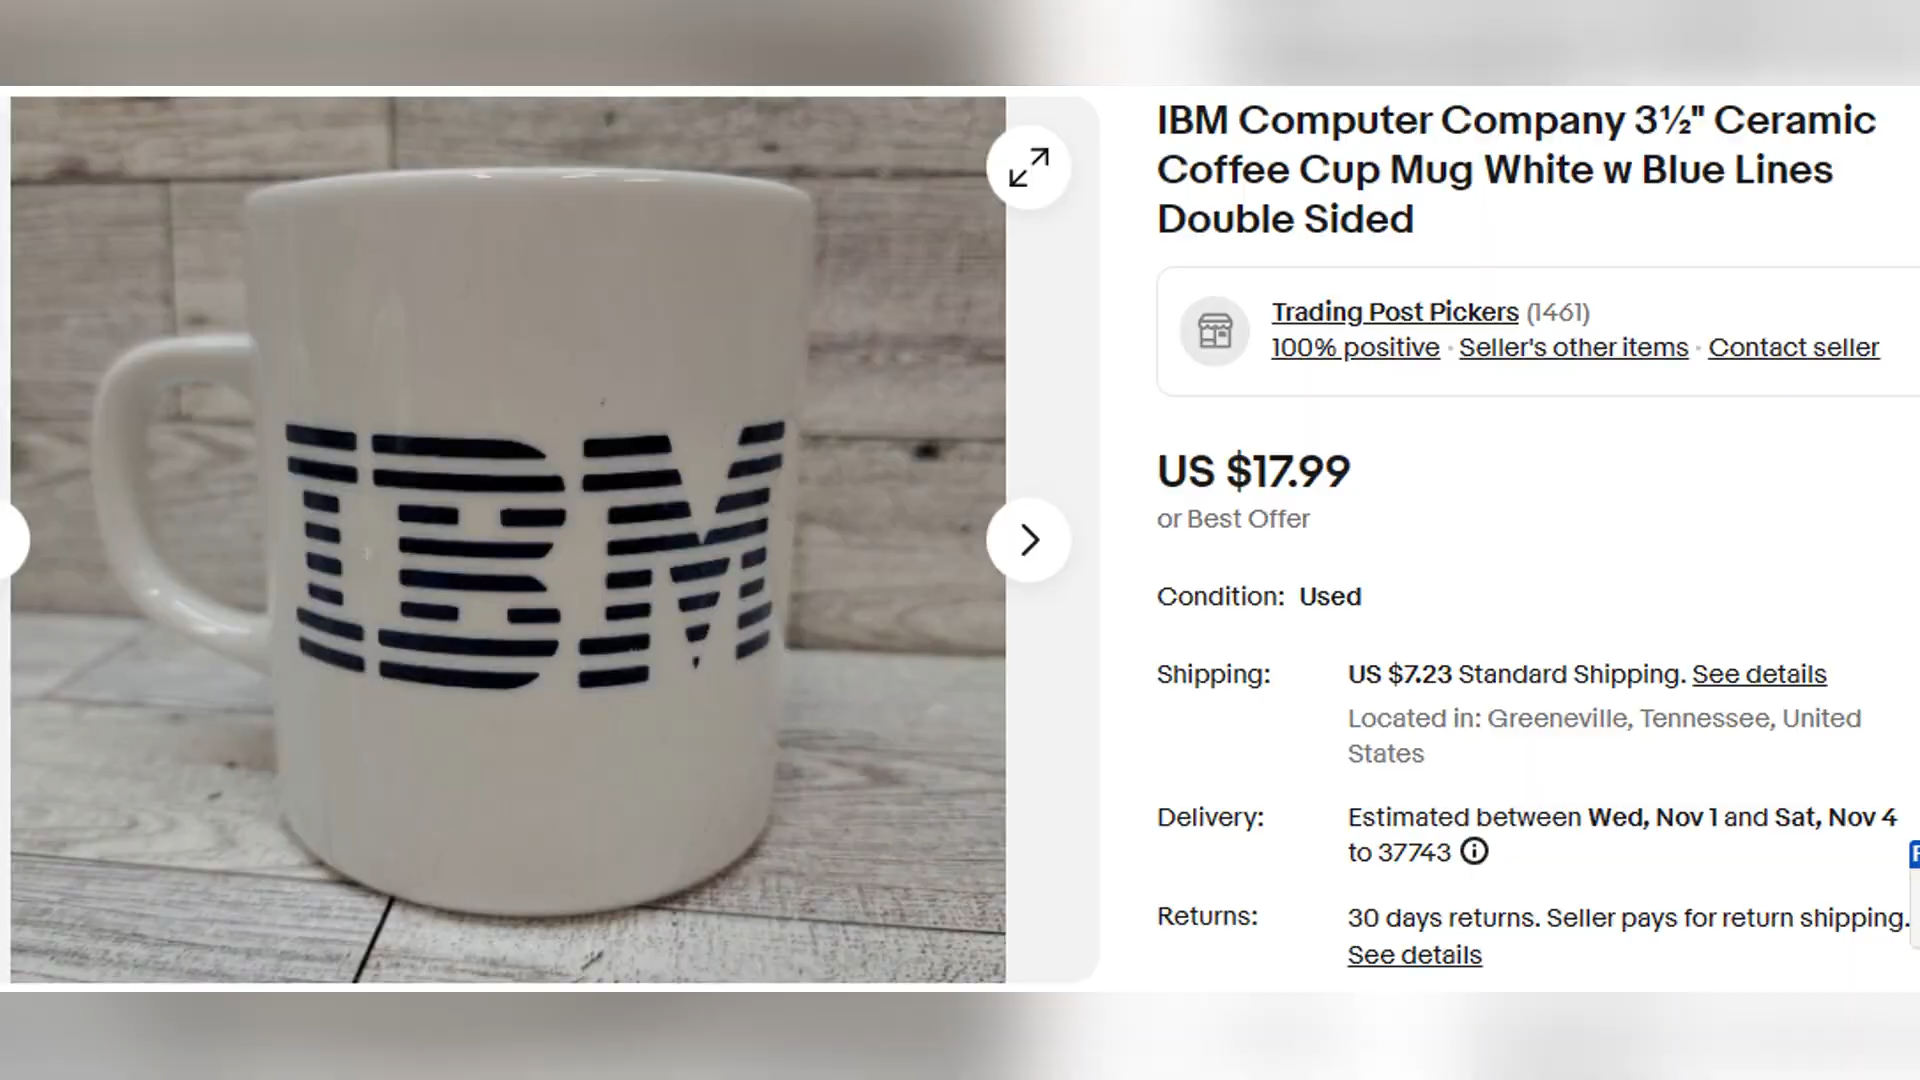 IBM
IBM Computer Company 3½" Ceramic
Coffee Cup Mug White w Blue Lines
Double Sided
Trading Post Pickers (1461)
100% positive · Seller's other items · Contact seller
US $17.99
or Best Offer
Condition: Used
Shipping: US $7.23 Standard Shipping. See details
Located in: Greeneville, Tennessee, United
States
Delivery: Estimated between Wed, Nov 1 and Sat, Nov 4
to 37743
Returns: 30 days returns. Seller pays for return shipping.
See details